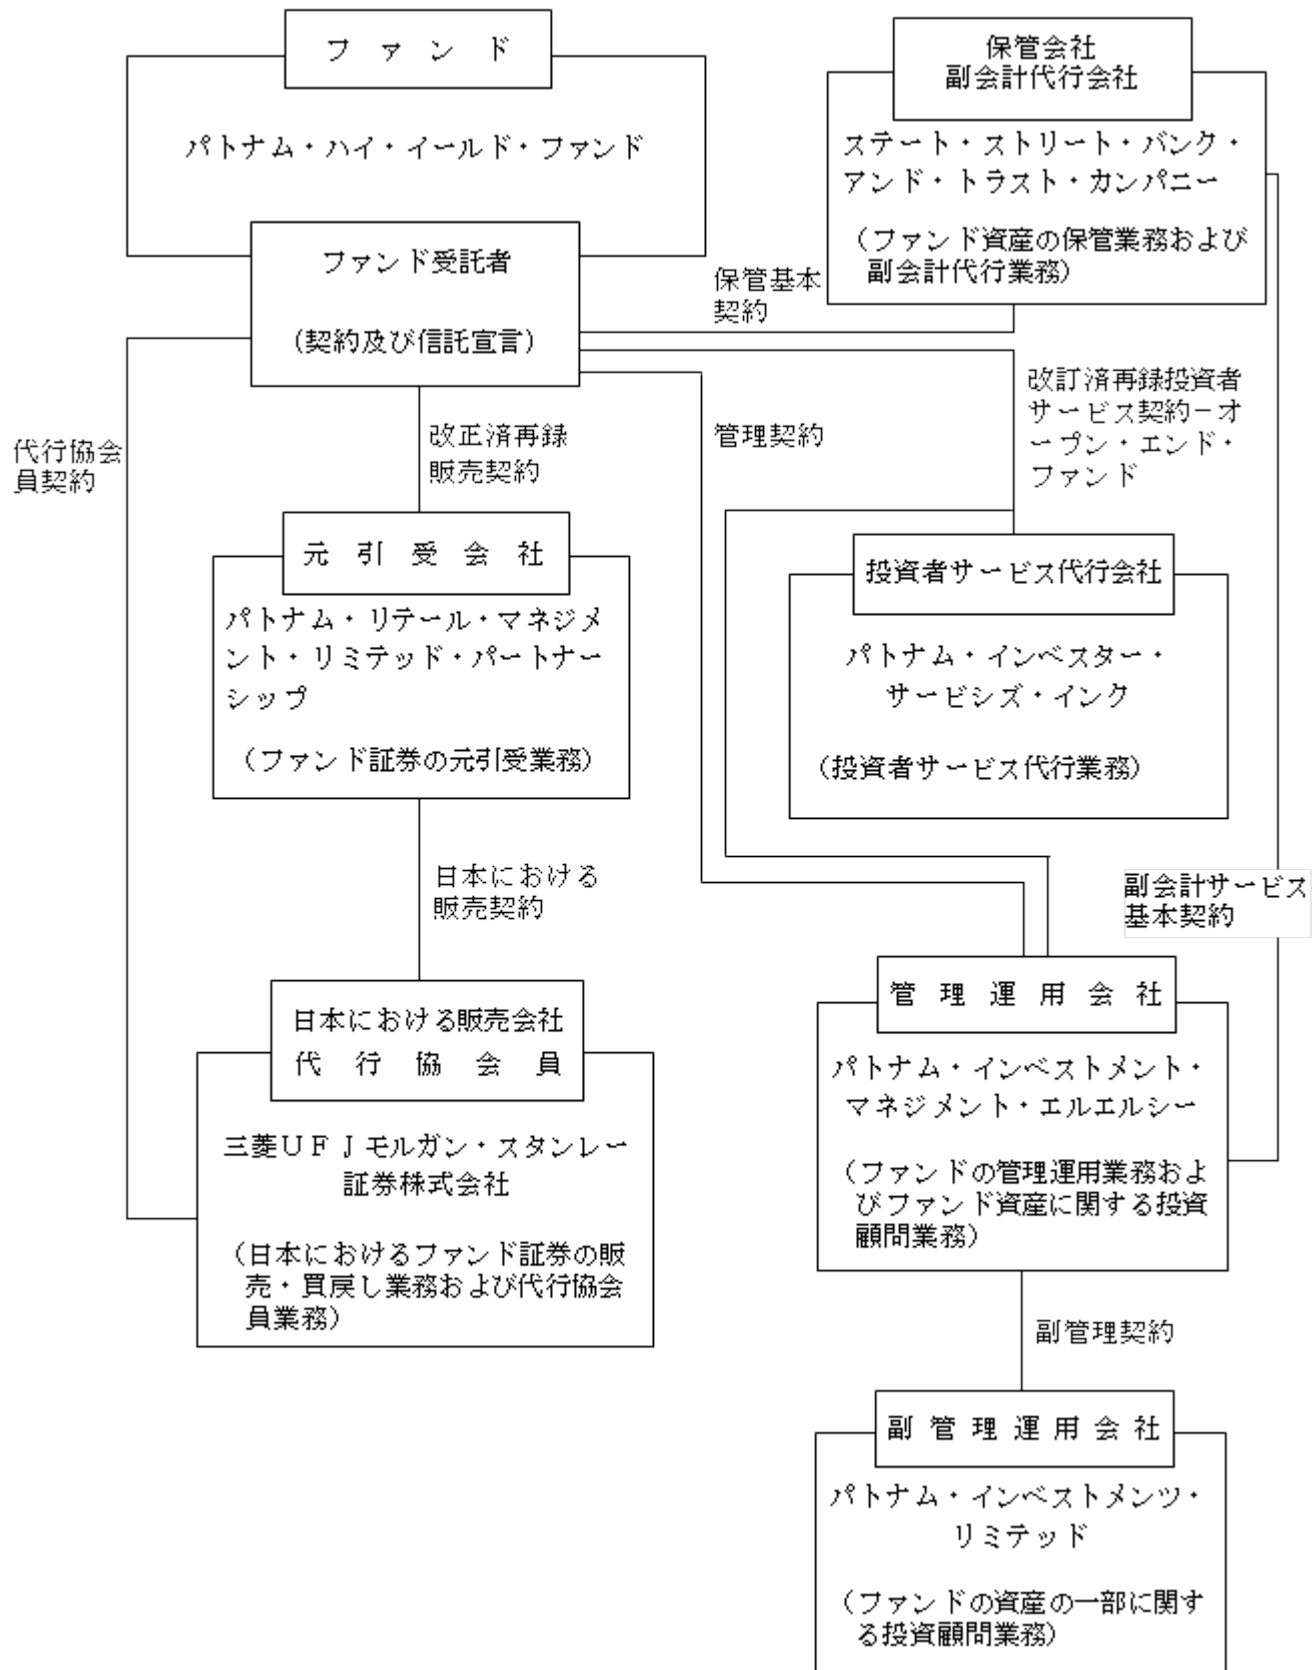 ファンド
パトナム・ハイ・イールド・ファンド
ファンド受託者
(契約及び信託宣言)
保管会社
副会計代行会社
ステート・ストリート・バンク・
アンド・トラスト・カンパニー
(ファンド資産の保管業務および
副会計代行業務)
保管基本
契約
代行協会
員契約
改正済再録
販売契約
管理契約
改訂済再録投資者
サービス契約－オ
ープン・エンド・
ファンド
元引受会社
パトナム・リテール・マネジメ
ント・リミテッド・パートナー
シップ
(ファンド証券の元引受業務)
投資者サービス代行会社
パトナム・インベスター・
サービシズ・インク
(投資者サービス代行業務)
日本における
販売契約
副会計サービス
基本契約
日本における販売会社
代行協会員
三菱ＵＦＪモルガン・スタンレー
証券株式会社
(日本におけるファンド証券の販
売・買戻し業務および代行協会
員業務)
管理運用会社
パトナム・インベストメント・
マネジメント・エルエルシー
(ファンドの管理運用業務およ
びファンド資産に関する投資
顧問業務)
副管理契約
副管理運用会社
パトナム・インベストメンツ・
リミテッド
(ファンドの資産の一部に関す
る投資顧問業務)